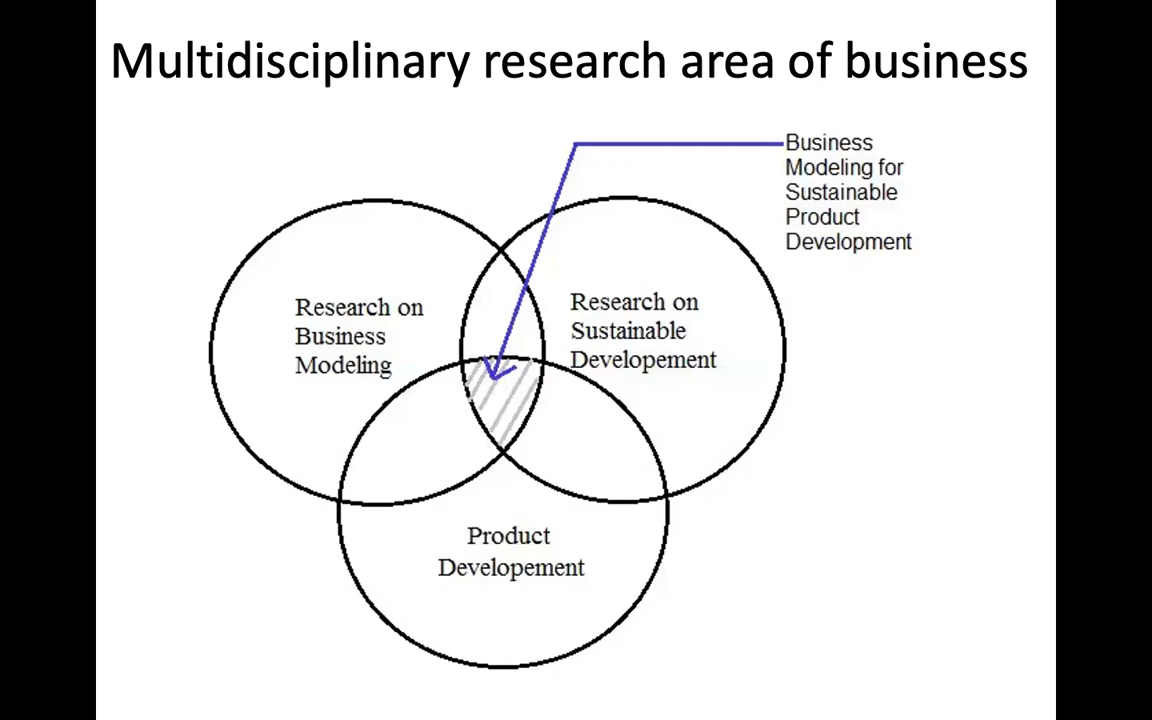 Multidisciplinary research area of business
Business
Modeling for
Sustainable
Product
Development
Research on
Business
Modeling
Research on
Sustainable
Developement
Product
Developement